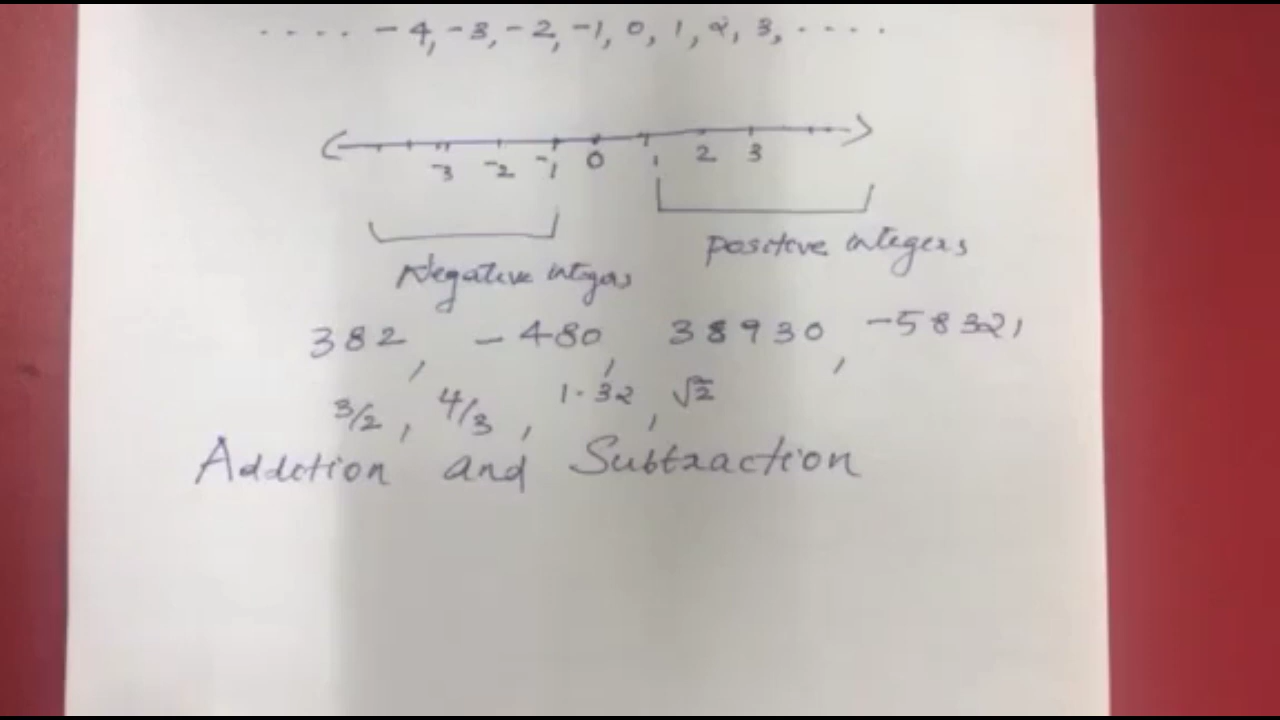 .... -4, -3, -2, -1, 0, 1, 2, 3, ....
-3 -2 -1 0 1 2 3
positive integers
Negative integers
382, -480, 38930, -58321
3/2, 4/3, 1.32, √2
Addition and Subtraction